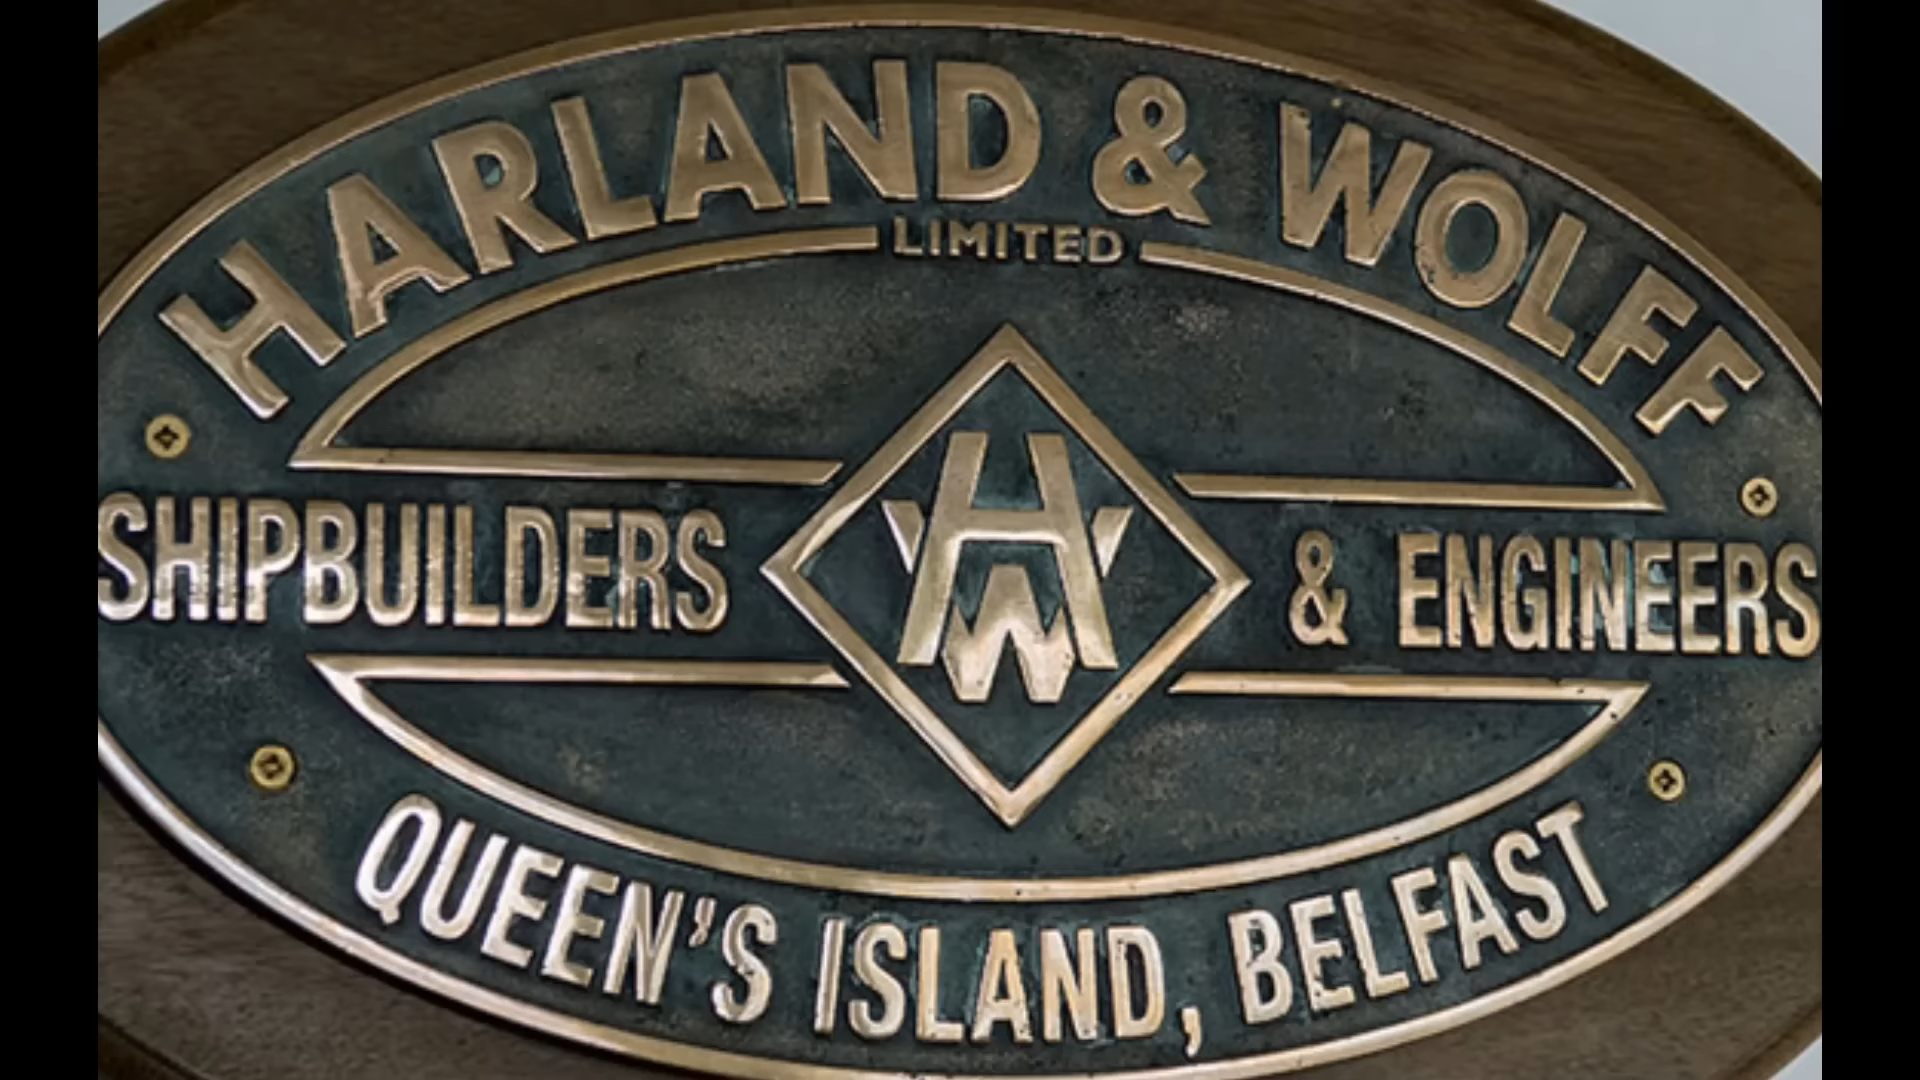 HARLAND & WOLFF
LIMITED
SHIPBUILDERS & ENGINEERS
HW
QUEEN'S ISLAND, BELFAST